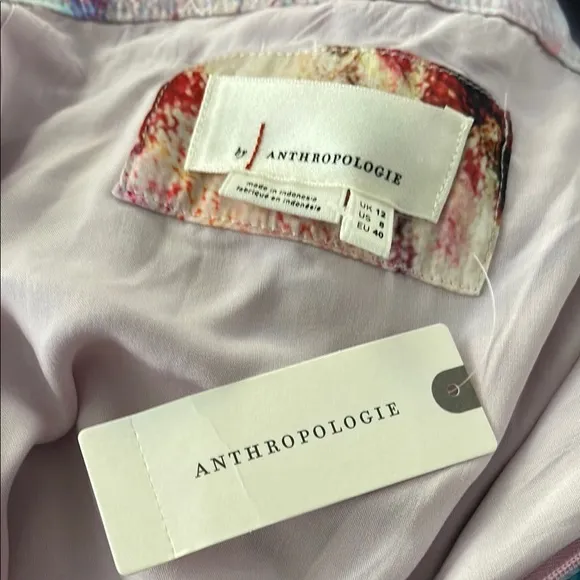 by ANTHROPOLOGIE
made in indonesia
fabriqué en indonésie
UK 12
US 8
EU 40
ANTHROPOLOGIE